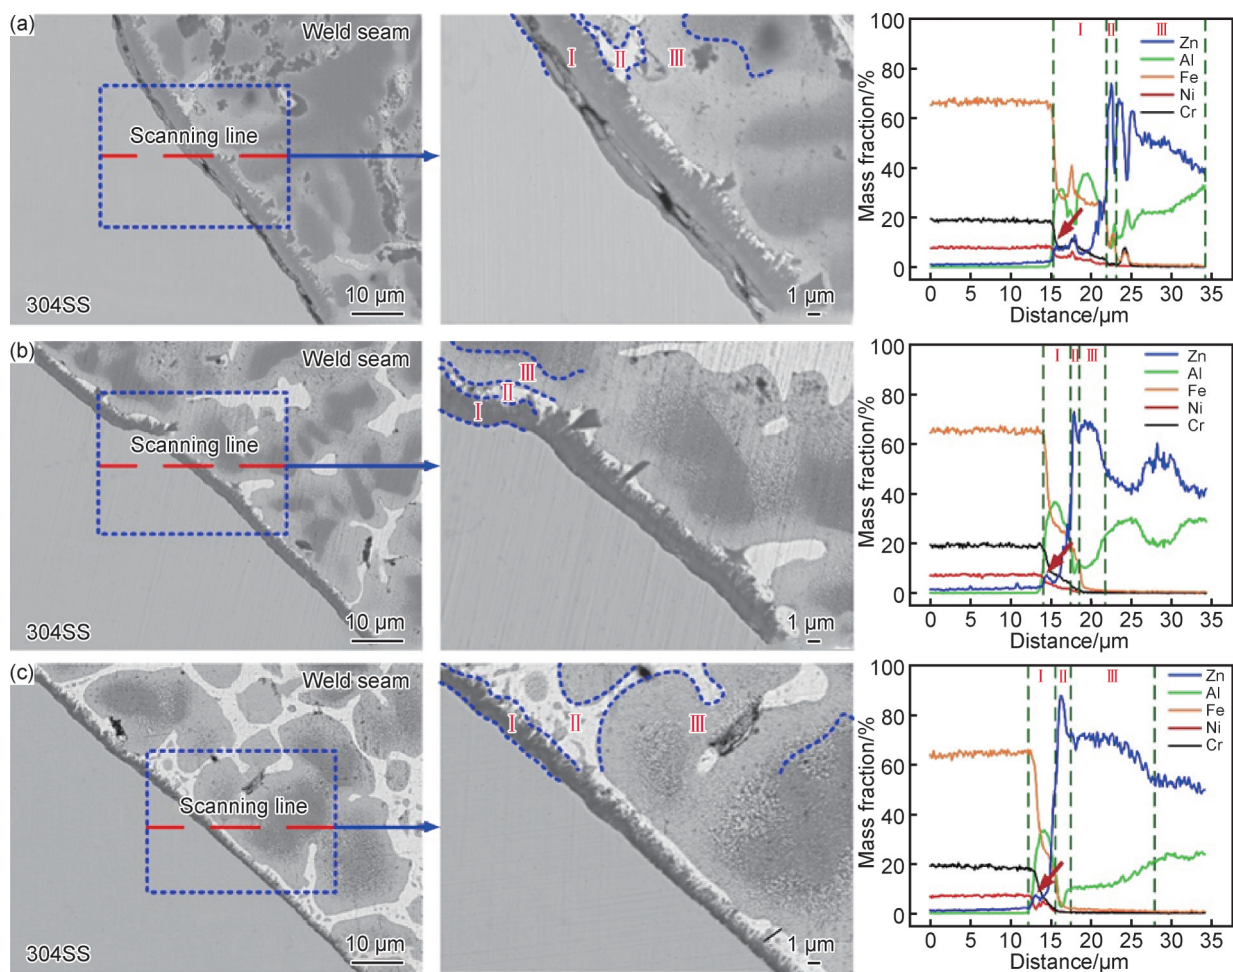 (a)
Weld seam
Scanning line
10 μm
304SS
I
II
III
1 μm
Mass fraction/%
100
80
60
40
20
0
I
II
III
Zn
Al
Fe
Ni
Cr
0 5 10 15 20 25 30 35
Distance/μm
(b)
Weld seam
Scanning line
10 μm
304SS
III
II
I
1 μm
Mass fraction/%
100
80
60
40
20
0
I
II
III
Zn
Al
Fe
Ni
Cr
0 5 10 15 20 25 30 35
Distance/μm
(c)
Weld seam
Scanning line
10 μm
304SS
I
II
III
1 μm
Mass fraction/%
100
80
60
40
20
0
I
II
III
Zn
Al
Fe
Ni
Cr
0 5 10 15 20 25 30 35
Distance/μm